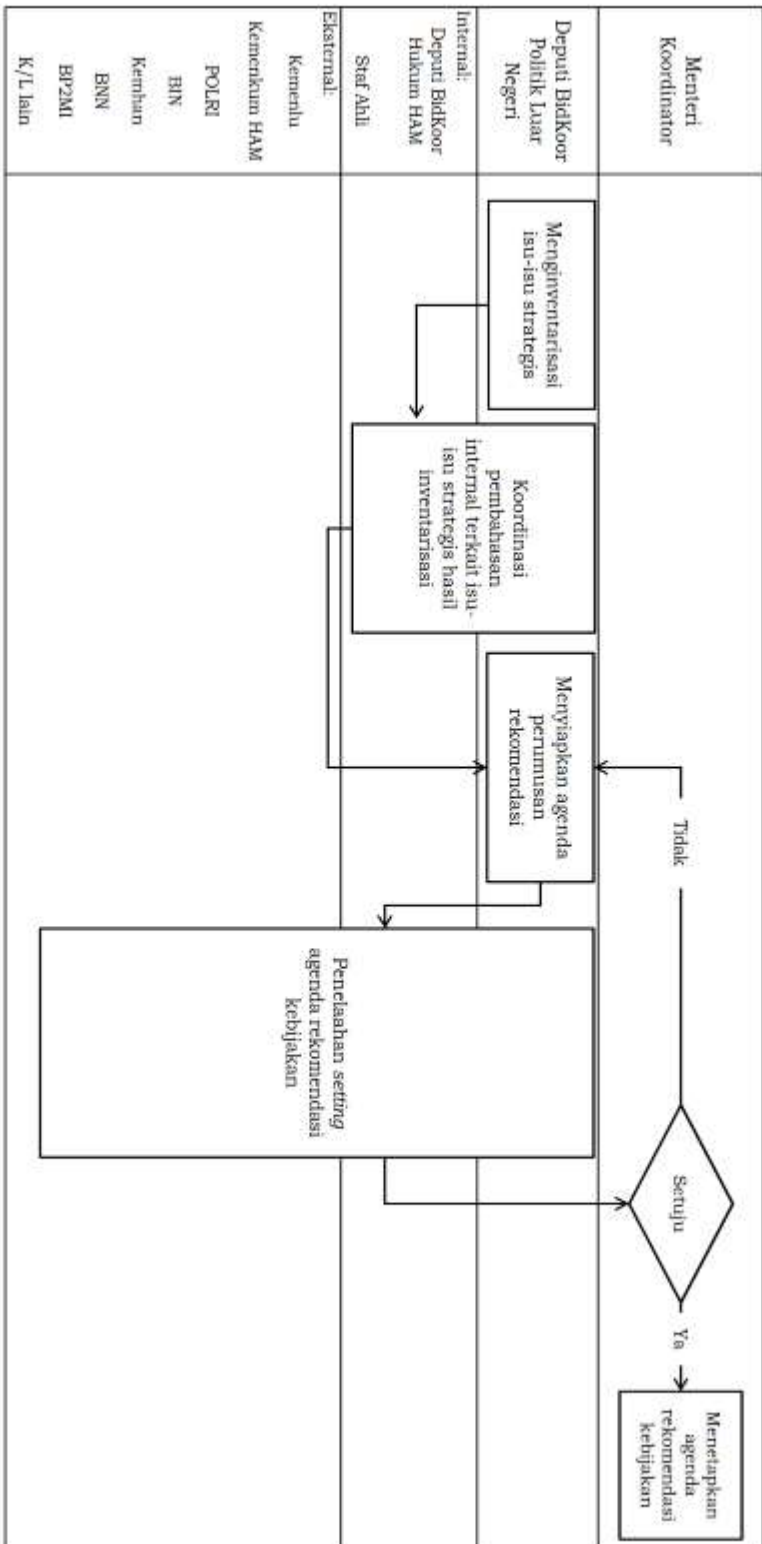 Menteri
Koordinator
Deputi BidKoor
Politik Luar
Negeri
Internal:
Deputi BidKoor
Hukum HAM
Staf Ahli
Eksternal:
Kemenlu
Kemenkum HAM
POLRI
BIN
Kemhan
BNN
BP2MI
K/L lain
Menginventarisasi
isu-isu strategis
Koordinasi
pembahasan
internal terkait isu-
isu strategis hasil
inventarisasi
Menyiapkan agenda
perumusan
rekomendasi
Tidak
Penelaahan setting
agenda rekomendasi
kebijakan
Setuju
Ya
Menetapkan
agenda
rekomendasi
kebijakan